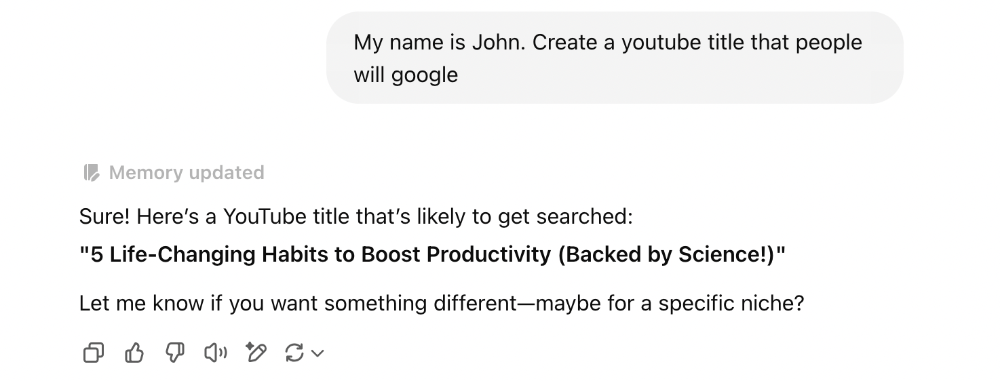 My name is John. Create a youtube title that people
will google
Memory updated
Sure! Here’s a YouTube title that’s likely to get searched:
"5 Life-Changing Habits to Boost Productivity (Backed by Science!)"
Let me know if you want something different—maybe for a specific niche?